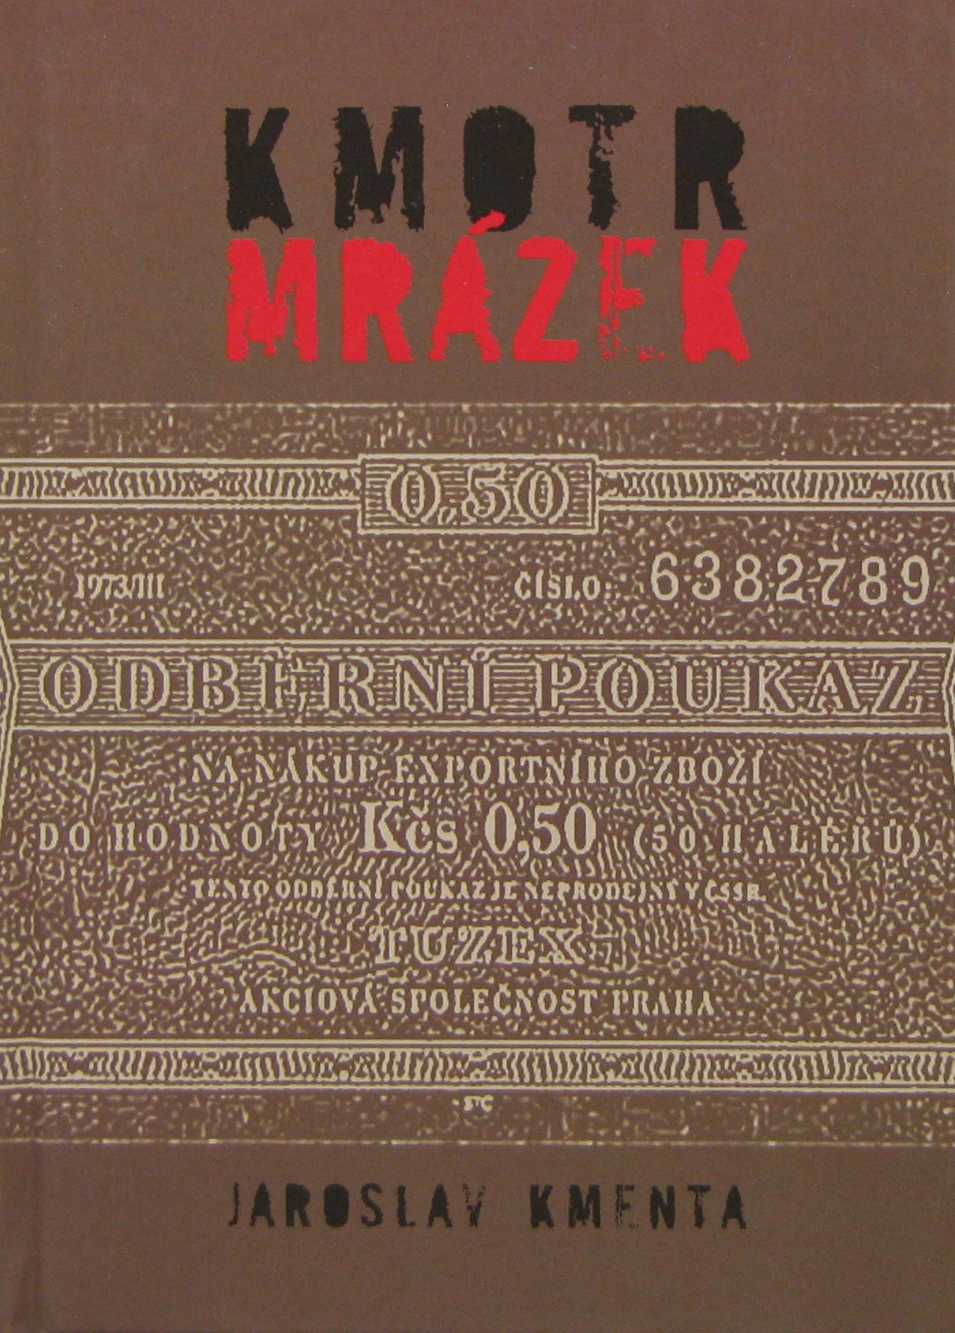 KMOTR
MRÁZEK
0,50
1973/III
ČÍSLO: 6382789
ODBĚRNÍ POUKAZ
NA NÁKUP EXPORTNÍHO ZBOŽÍ
DO HODNOTY Kčs 0,50 (50 HALÉŘŮ)
TENTO ODBĚRNÍ POUKAZ JE NEPRODEJNÝ V ČSSR.
TUZEX
AKCIOVÁ SPOLEČNOST PRAHA
STC
JAROSLAV KMENTA